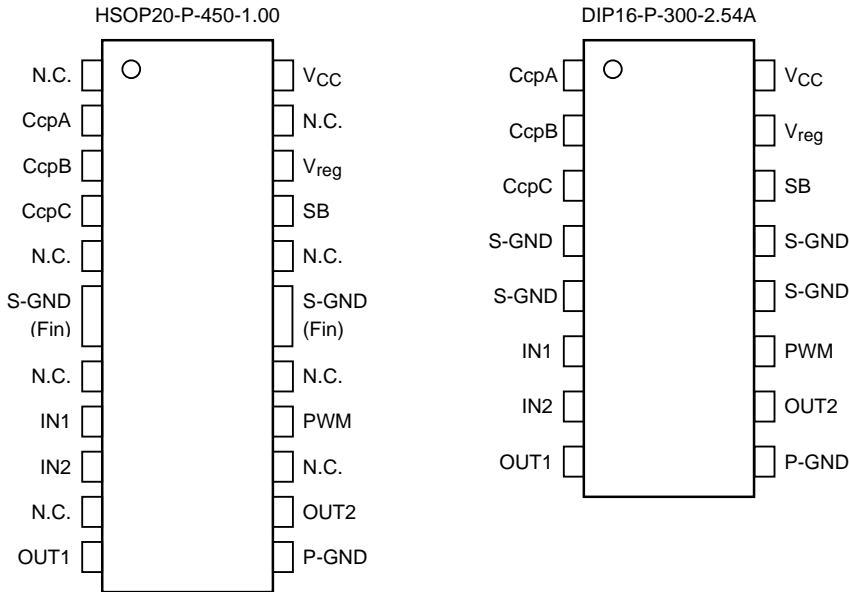 HSOP20-P-450-1.00
N.C.
CcpA
CcpB
CcpC
N.C.
S-GND
(Fin)
N.C.
IN1
IN2
N.C.
OUT1
VCC
N.C.
Vreg
SB
N.C.
S-GND
(Fin)
N.C.
PWM
N.C.
OUT2
P-GND
DIP16-P-300-2.54A
CcpA
CcpB
CcpC
S-GND
S-GND
IN1
IN2
OUT1
VCC
Vreg
SB
S-GND
S-GND
PWM
OUT2
P-GND